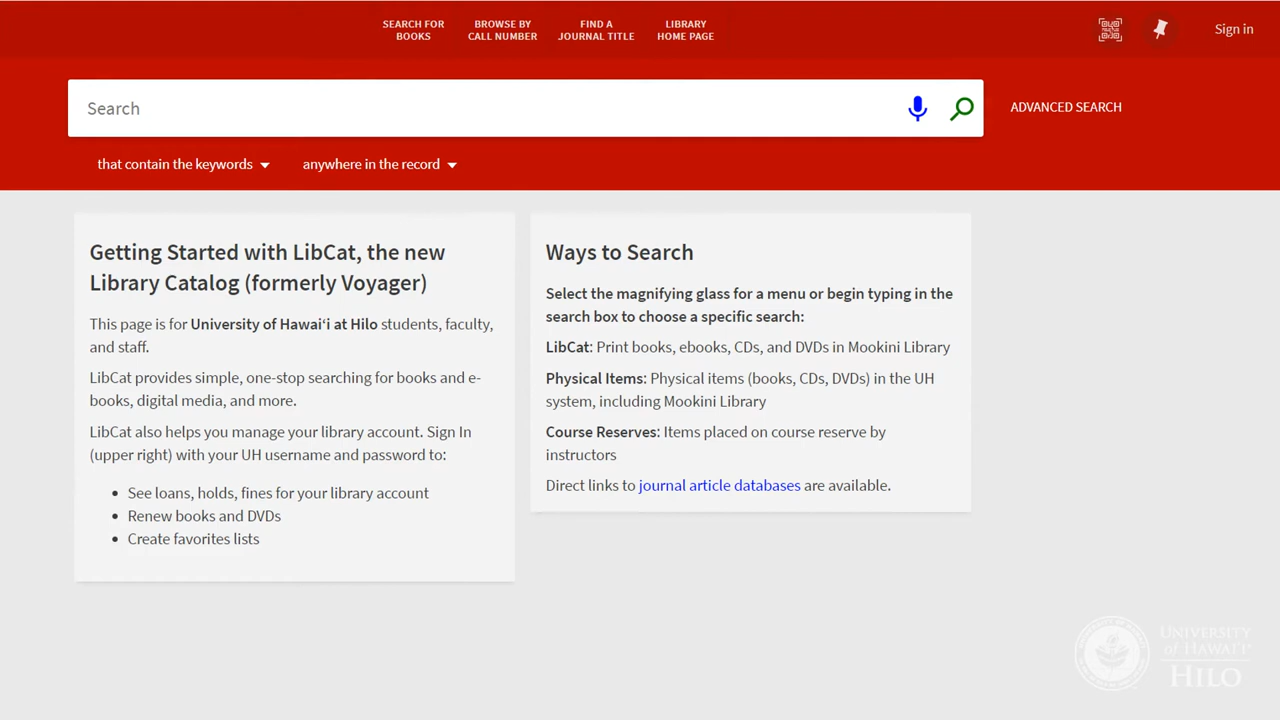 SEARCH FOR
BOOKS
BROWSE BY
CALL NUMBER
FIND A
JOURNAL TITLE
LIBRARY
HOME PAGE
Sign in
Search
ADVANCED SEARCH
that contain the keywords
anywhere in the record
Getting Started with LibCat, the new
Library Catalog (formerly Voyager)
This page is for University of Hawaiʻi at Hilo students, faculty,
and staff.
LibCat provides simple, one-stop searching for books and e-
books, digital media, and more.
LibCat also helps you manage your library account. Sign In
(upper right) with your UH username and password to:
• See loans, holds, fines for your library account
• Renew books and DVDs
• Create favorites lists
Ways to Search
Select the magnifying glass for a menu or begin typing in the
search box to choose a specific search:
LibCat: Print books, ebooks, CDs, and DVDs in Mookini Library
Physical Items: Physical items (books, CDs, DVDs) in the UH
system, including Mookini Library
Course Reserves: Items placed on course reserve by
instructors
Direct links to journal article databases are available.
UNIVERSITY
of HAWAIʻI
HILO